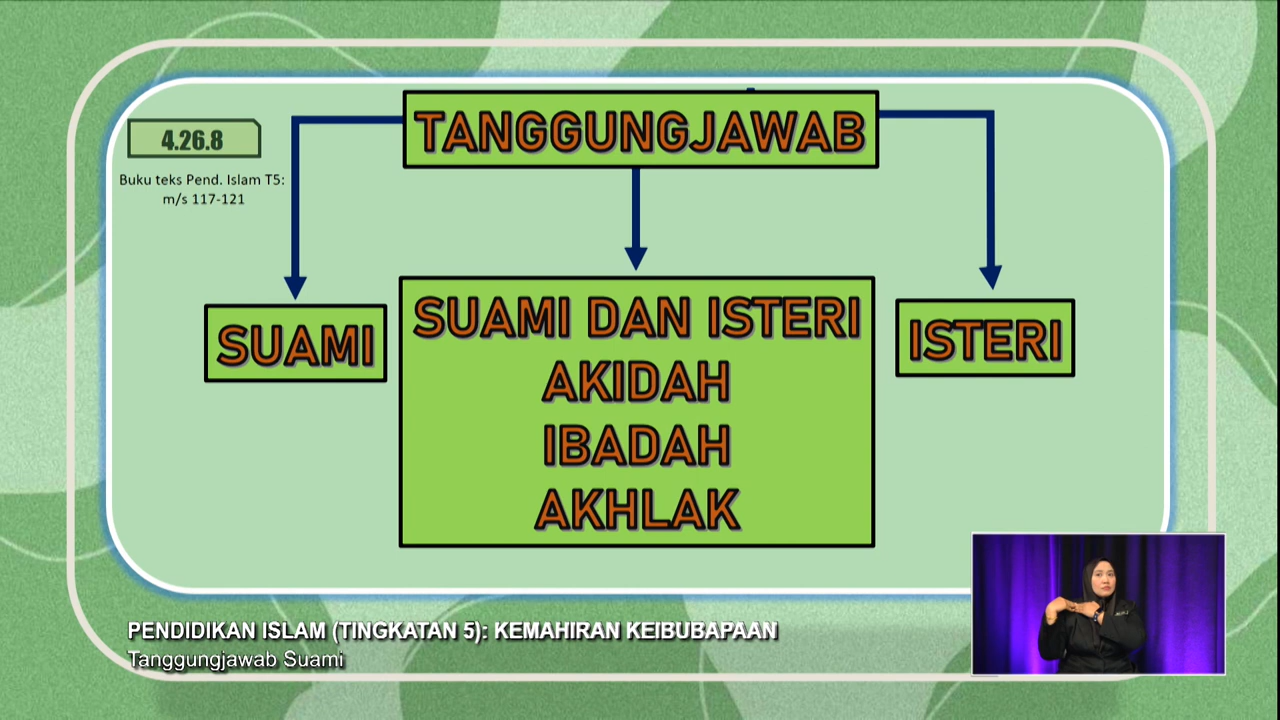 TANGGUNGJAWAB
4.26.8
Buku teks Pend. Islam T5:
m/s 117-121
SUAMI
SUAMI DAN ISTERI
AKIDAH
IBADAH
AKHLAK
ISTERI
PENDIDIKAN ISLAM (TINGKATAN 5): KEMAHIRAN KEIBUBAPAAN
Tanggungjawab Suami